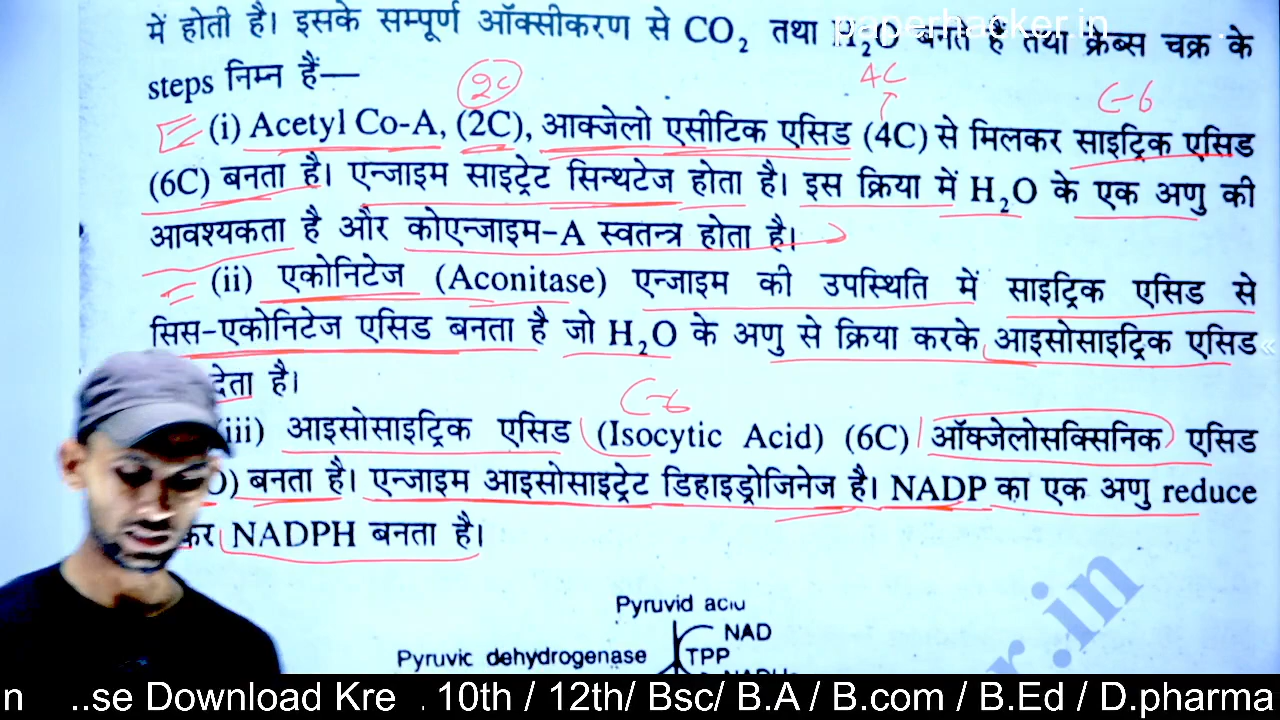 में होती है। इसके सम्पूर्ण ऑक्सीकरण से CO₂ तथा H₂O बनते हैं तथा क्रेब्स चक्र के
paperhacker.in
steps निम्न हैं—
2C
4C
C-6
(i) Acetyl Co-A, (2C), आक्जेलो एसीटिक एसिड (4C) से मिलकर साइट्रिक एसिड
(6C) बनता है। एन्जाइम साइट्रेट सिन्थटेज होता है। इस क्रिया में H₂O के एक अणु की
आवश्यकता है और कोएन्जाइम-A स्वतन्त्र होता है।
(ii) एकोनिटेज (Aconitase) एन्जाइम की उपस्थिति में साइट्रिक एसिड से
सिस-एकोनिटेज एसिड बनता है जो H₂O के अणु से क्रिया करके आइसोसाइट्रिक एसिड
देता है।
C-6
iii) आइसोसाइट्रिक एसिड (Isocytic Acid) (6C) ऑक्जेलोसक्सिनिक एसिड
) बनता है। एन्जाइम आइसोसाइट्रेट डिहाइड्रोजिनेज है। NADP का एक अणु reduce
कर NADPH बनता है।
Pyruvid acid
NAD
Pyruvic dehydrogenase
TPP
r.in
n ..se Download Kre . 10th / 12th/ Bsc/ B.A / B.com / B.Ed / D.pharma